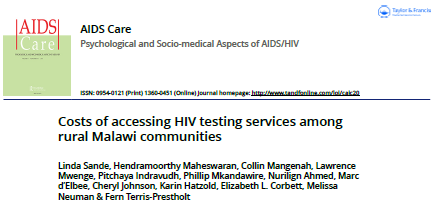 AIDS Care
AIDS Care
Psychological and Socio-medical Aspects of AIDS/HIV
Taylor & Francis
ISSN: 0954-0121 (Print) 1360-0451 (Online) Journal homepage: http://www.tandfonline.com/loi/caic20
Costs of accessing HIV testing services among
rural Malawi communities
Linda Sande, Hendramoorthy Maheswaran, Collin Mangenah, Lawrence
Mwenge, Pitchaya Indravudh, Phillip Mkandawire, Nurilign Ahmed, Marc
d'Elbee, Cheryl Johnson, Karin Hatzold, Elizabeth L. Corbett, Melissa
Neuman & Fern Terris-Prestholt